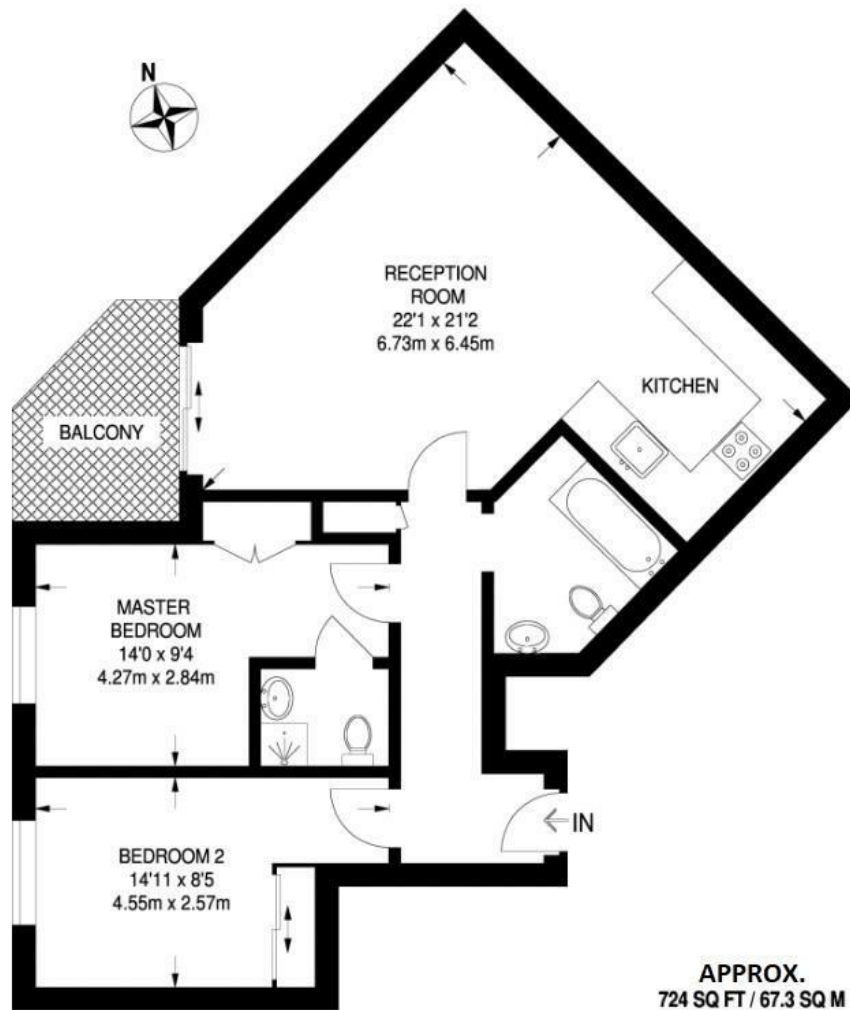 N
RECEPTION
ROOM
22'1 x 21'2
6.73m x 6.45m
KITCHEN
BALCONY
MASTER
BEDROOM
14'0 x 9'4
4.27m x 2.84m
IN
BEDROOM 2
14'11 x 8'5
4.55m x 2.57m
APPROX.
724 SQ FT / 67.3 SQ M